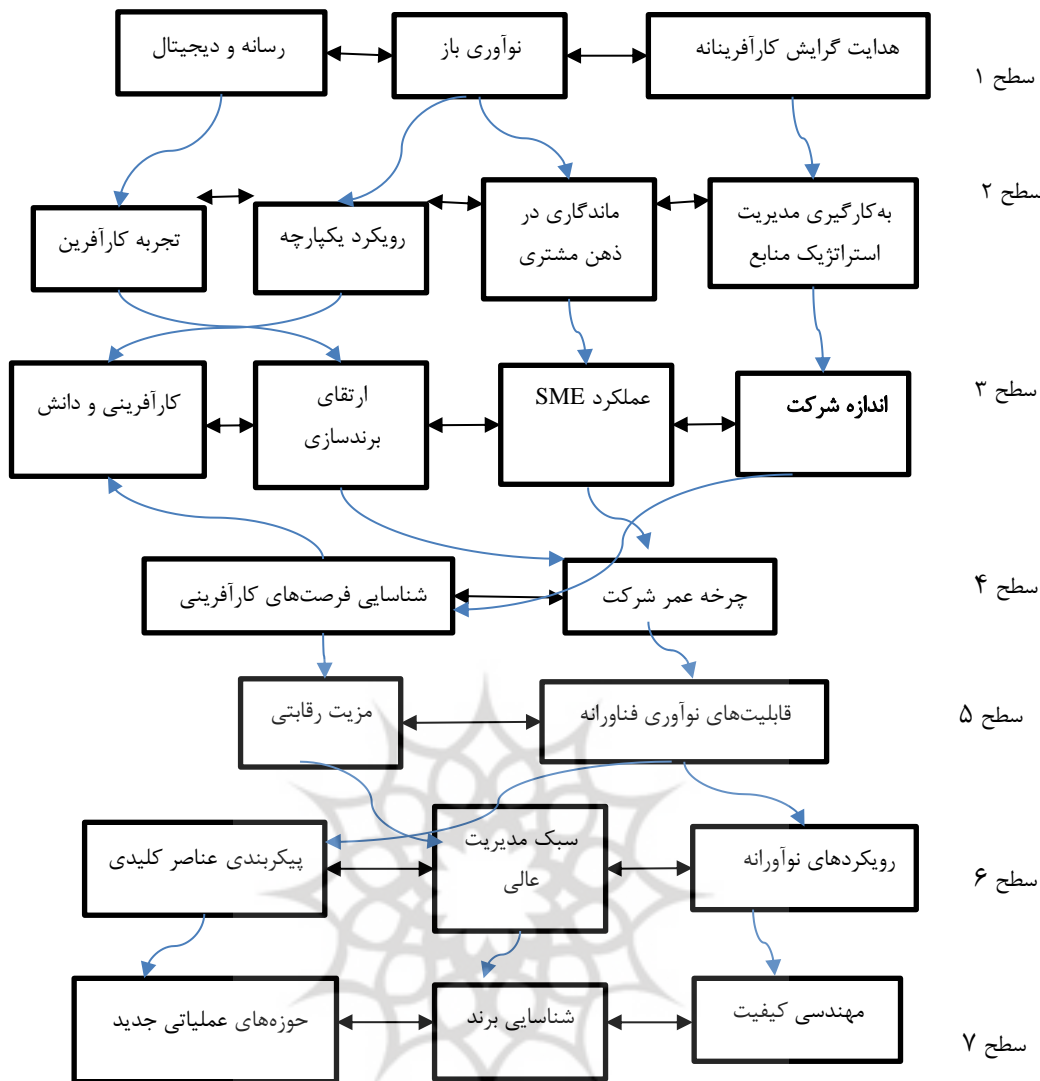 سطح ۱
هدایت گرایش کارآفرینانه
نوآوری باز
رسانه و دیجیتال
سطح ۲
به‌کارگیری مدیریت
استراتژیک منابع
ماندگاری در
ذهن مشتری
رویکرد یکپارچه
تجربه کارآفرین
سطح ۳
اندازه شرکت
عملکرد SME
ارتقای
برندسازی
کارآفرینی و دانش
سطح ۴
چرخه عمر شرکت
شناسایی فرصت‌های کارآفرینی
سطح ۵
قابلیت‌های نوآوری فناورانه
مزیت رقابتی
سطح ۶
رویکردهای نوآورانه
سبک مدیریت
عالی
پیکربندی عناصر کلیدی
سطح ۷
مهندسی کیفیت
شناسایی برند
حوزه‌های عملیاتی جدید